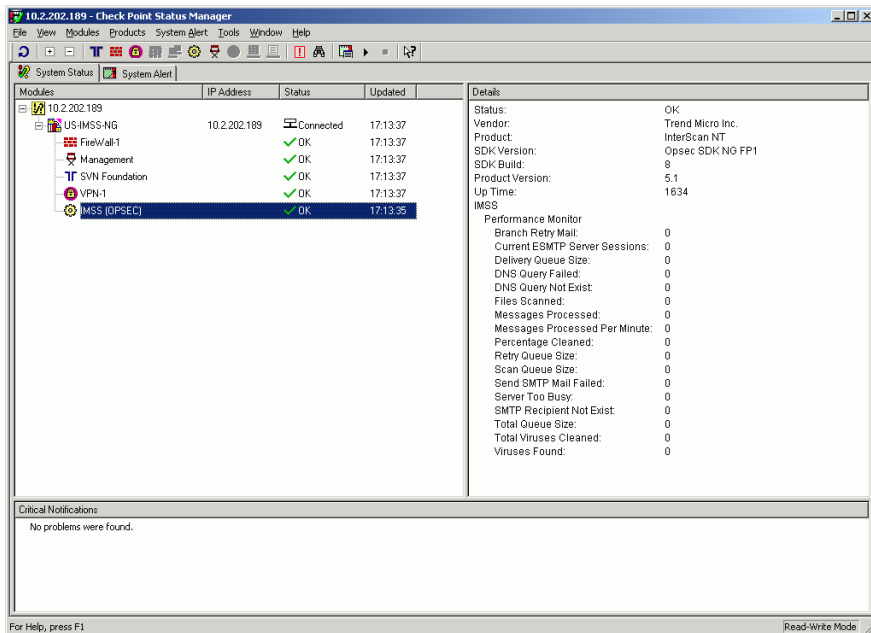 10.2.202.189 - Check Point Status Manager
File View Modules Products System Alert Tools Window Help
System Status System Alert
Modules IP Address Status Updated
10.2.202.189
US-IMSS-NG 10.2.202.189 Connected 17:13:37
FireWall-1 OK 17:13:37
Management OK 17:13:37
SVN Foundation OK 17:13:37
VPN-1 OK 17:13:37
IMSS (OPSEC) OK 17:13:35
Details
Status: OK
Vendor: Trend Micro Inc.
Product: InterScan NT
SDK Version: Opsec SDK NG FP1
SDK Build: 8
Product Version: 5.1
Up Time: 1634
IMSS
Performance Monitor
Branch Retry Mail: 0
Current ESMTP Server Sessions: 0
Delivery Queue Size: 0
DNS Query Failed: 0
DNS Query Not Exist: 0
Files Scanned: 0
Messages Processed: 0
Messages Processed Per Minute: 0
Percentage Cleaned: 0
Retry Queue Size: 0
Scan Queue Size: 0
Send SMTP Mail Failed: 0
Server Too Busy: 0
SMTP Recipient Not Exist: 0
Total Queue Size: 0
Total Viruses Cleaned: 0
Viruses Found: 0
Critical Notifications
No problems were found.
For Help, press F1 Read-Write Mode